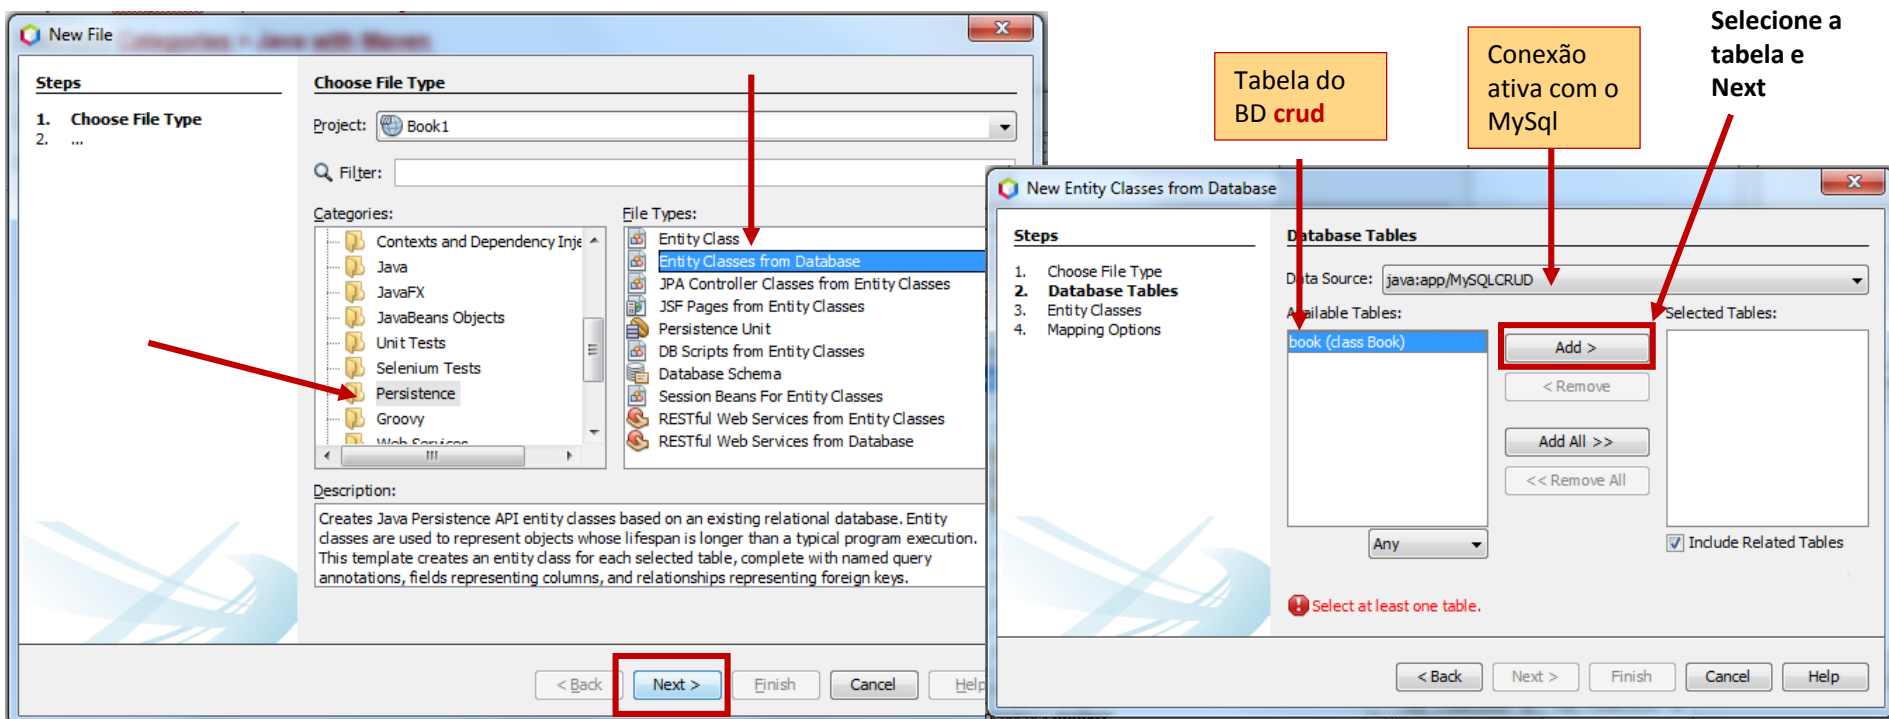 New File
Categories > Java with Maven
Steps
1. Choose File Type
2. ...
Choose File Type
Project: Book1
Filter:
Categories:
Contexts and Dependency Inje
Java
JavaFX
JavaBeans Objects
Unit Tests
Selenium Tests
Persistence
Groovy
Web Services
File Types:
Entity Class
Entity Classes from Database
JPA Controller Classes from Entity Classes
JSF Pages from Entity Classes
Persistence Unit
DB Scripts from Entity Classes
Database Schema
Session Beans For Entity Classes
RESTful Web Services from Entity Classes
RESTful Web Services from Database
Description:
Creates Java Persistence API entity classes based on an existing relational database. Entity
classes are used to represent objects whose lifespan is longer than a typical program execution.
This template creates an entity class for each selected table, complete with named query
annotations, fields representing columns, and relationships representing foreign keys.
< Back
Next >
Finish
Cancel
Help
Tabela do
BD crud
Conexão
ativa com o
MySql
Selecione a
tabela e
Next
New Entity Classes from Database
Steps
1. Choose File Type
2. Database Tables
3. Entity Classes
4. Mapping Options
Database Tables
Data Source: java:app/MySQLCRUD
Available Tables:
book (class Book)
Any
Add >
< Remove
Add All >>
<< Remove All
Selected Tables:
Include Related Tables
Select at least one table.
< Back
Next >
Finish
Cancel
Help